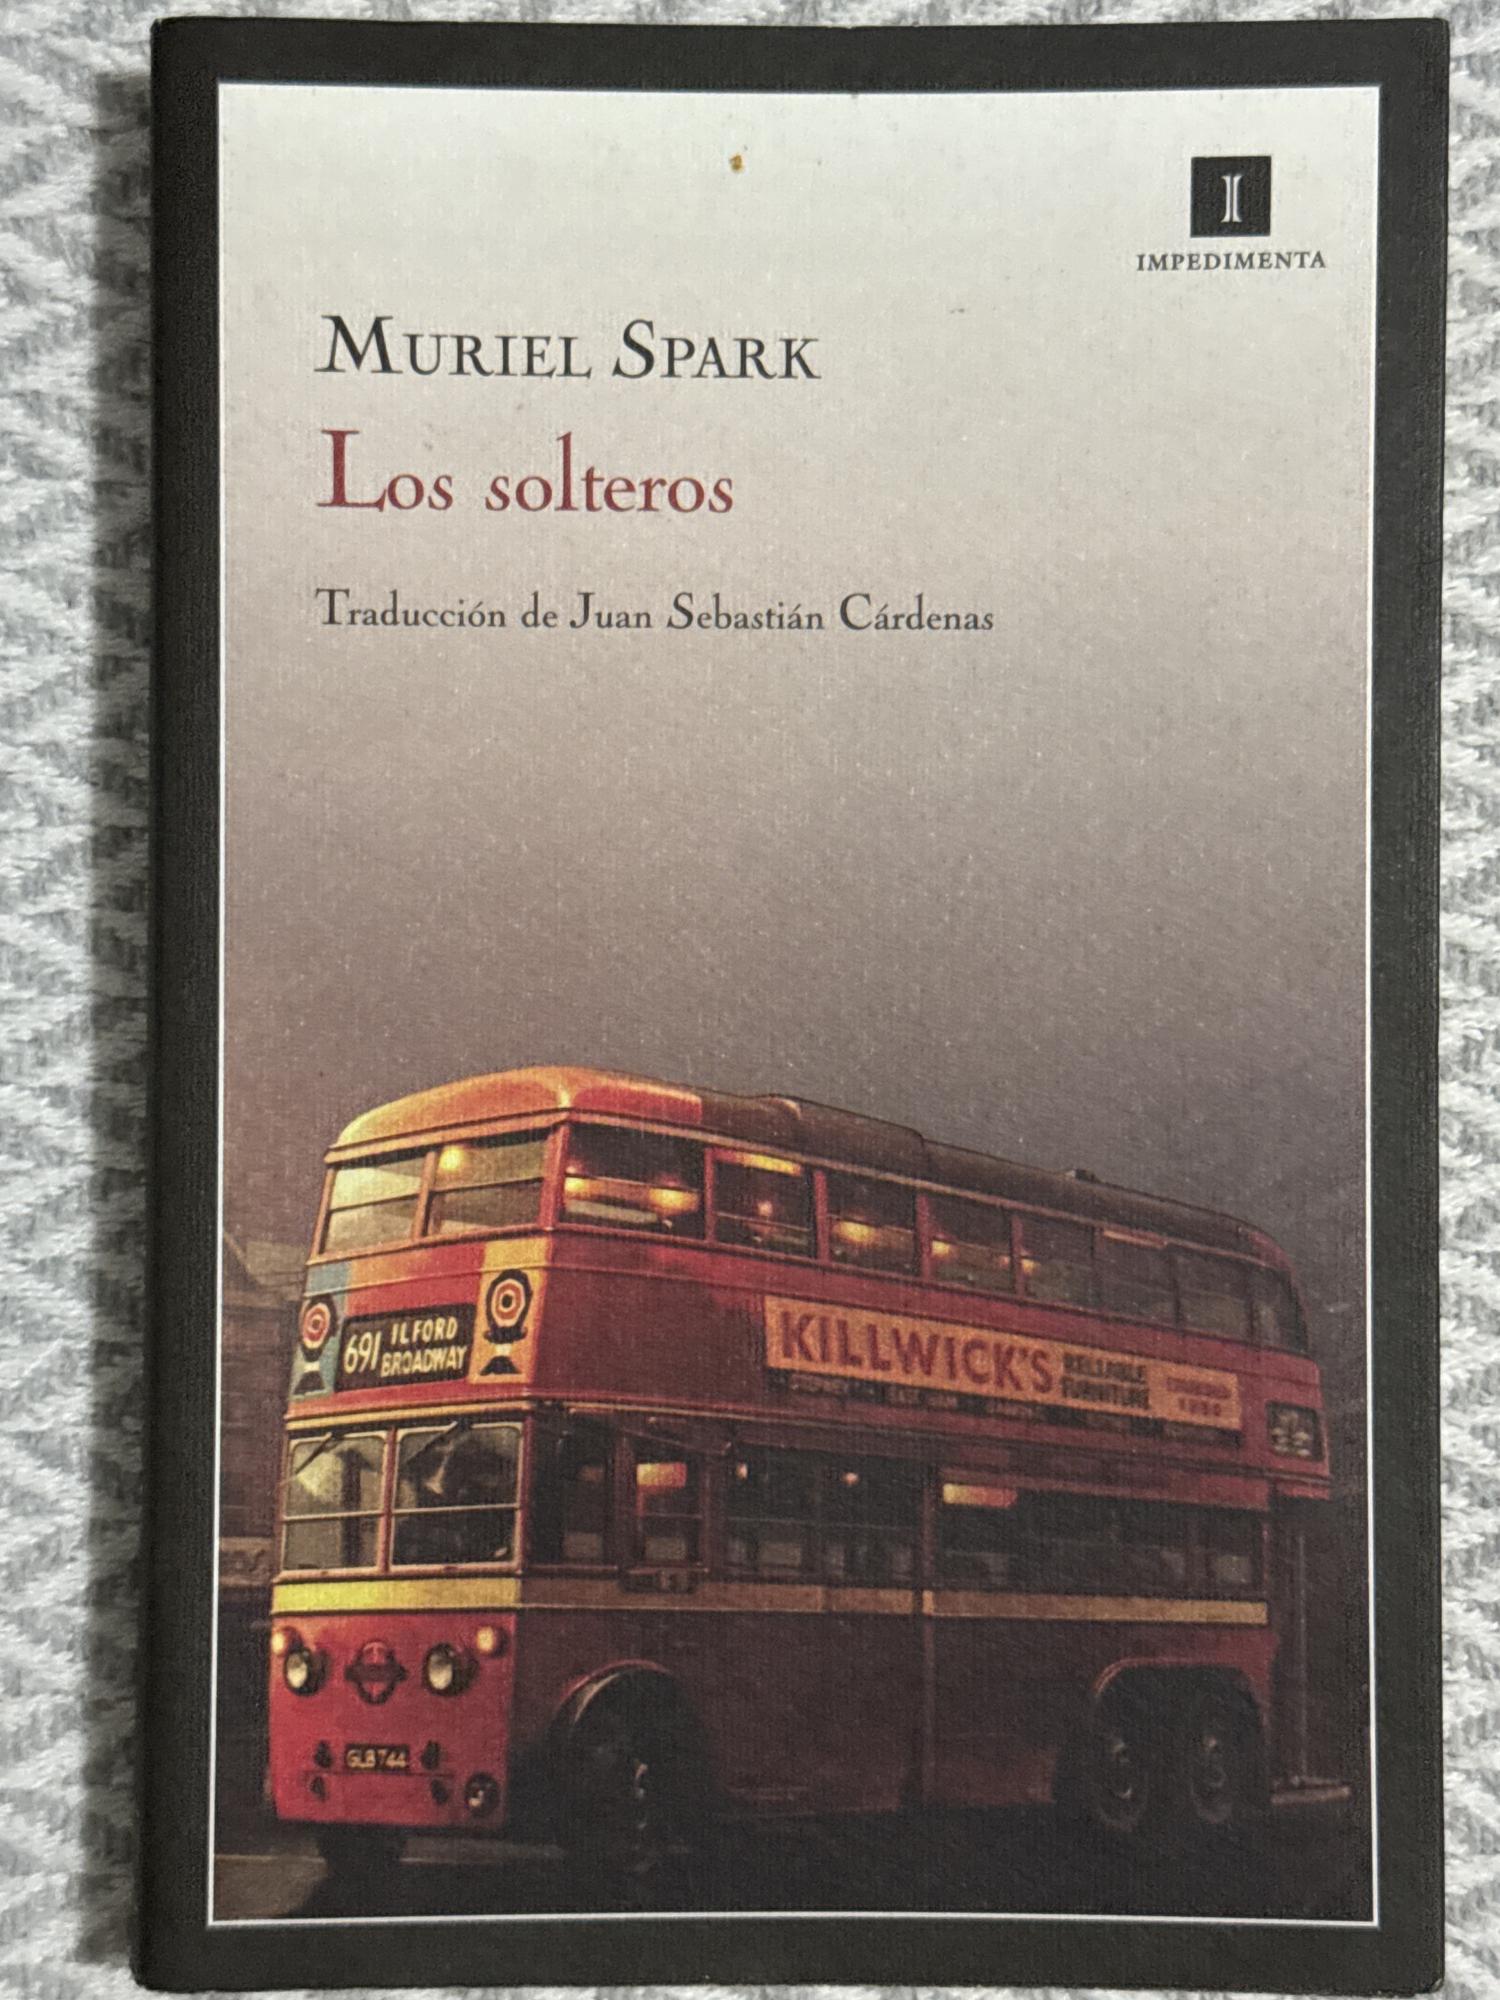 I
IMPEDIMENTA
MURIEL SPARK
Los solteros
Traducción de Juan Sebastián Cárdenas
691 ILFORD
BROADWAY
KILLWICK'S RELIABLE
FURNITURE
GLB 744